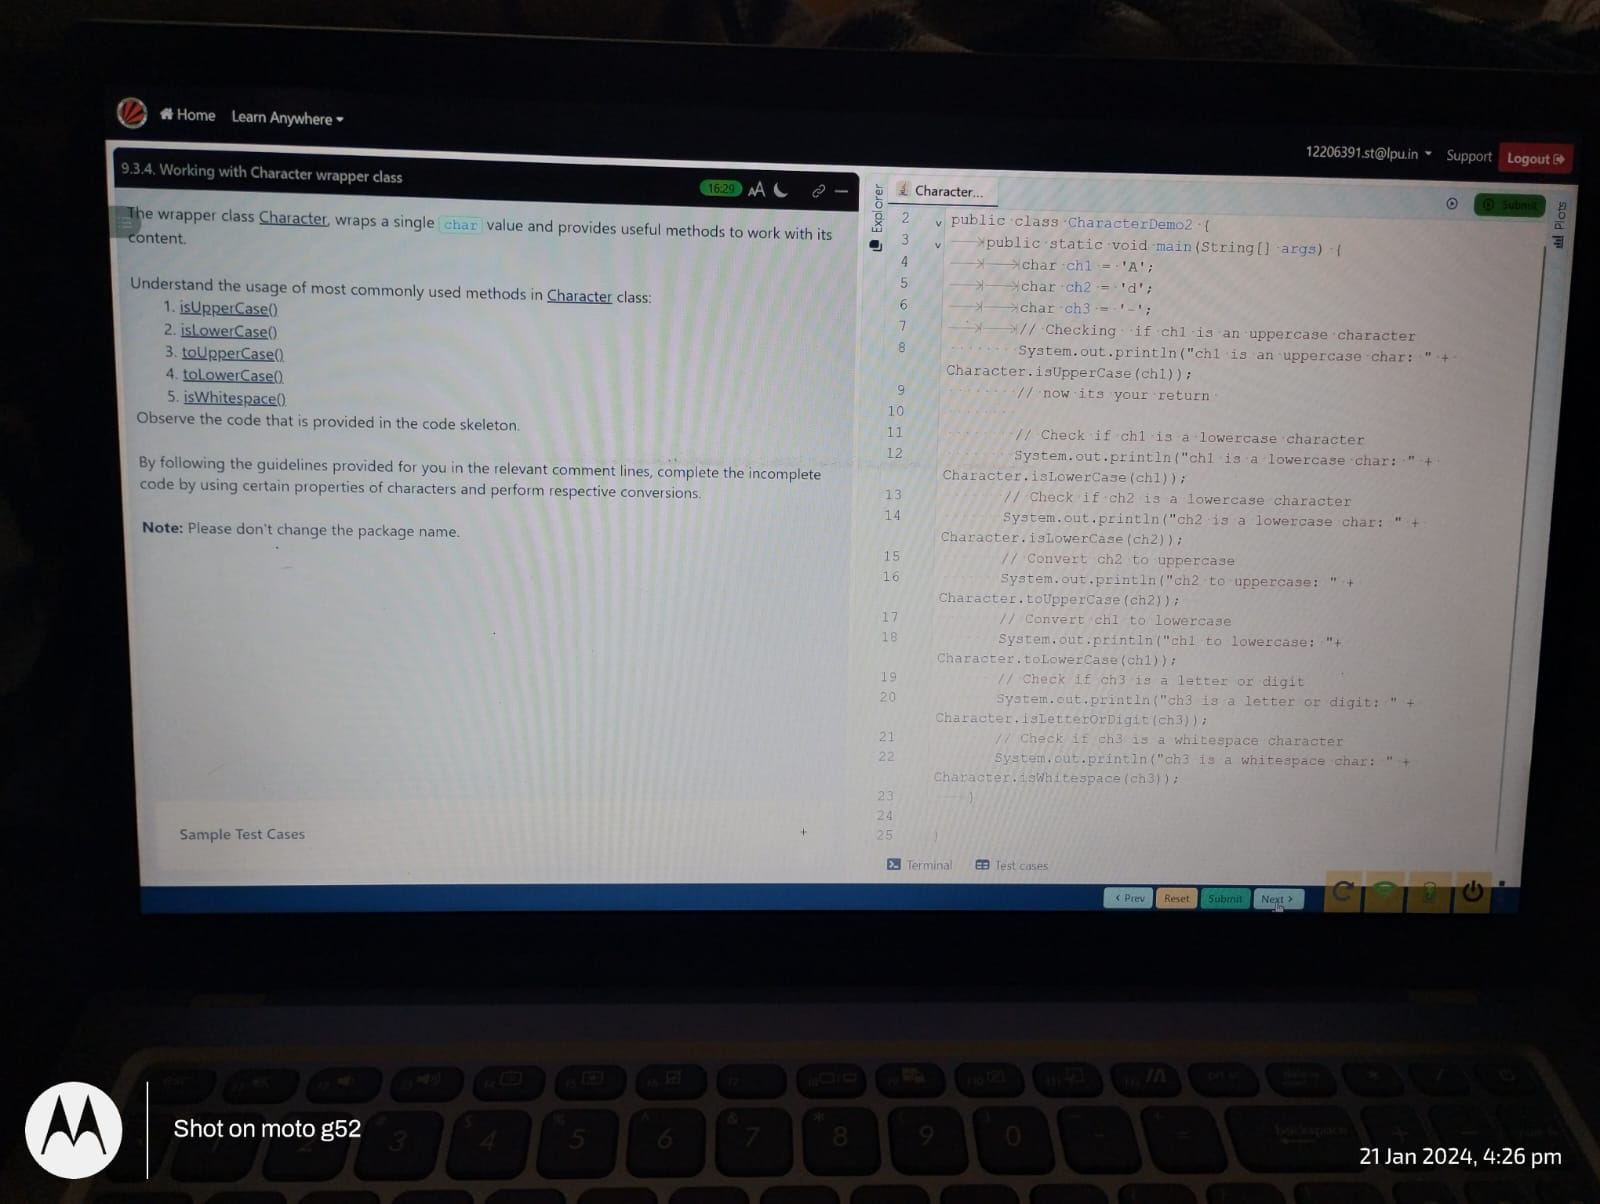 Home Learn Anywhere
12206391.st@lpu.in Support Logout
9.3.4. Working with Character wrapper class
16:29 AA
The wrapper class Character, wraps a single char value and provides useful methods to work with its
content.
Understand the usage of most commonly used methods in Character class:
1. isUpperCase()
2. isLowerCase()
3. toUpperCase()
4. toLowerCase()
5. isWhitespace()
Observe the code that is provided in the code skeleton.
By following the guidelines provided for you in the relevant comment lines, complete the incomplete
code by using certain properties of characters and perform respective conversions.
Note: Please don't change the package name.
Sample Test Cases +
Explorer
Character...
Submit
Plots
2 public class CharacterDemo2 {
3 public static void main(String[] args) {
4 char ch1 = 'A';
5 char ch2 = 'd';
6 char ch3 = '-';
7 // Checking  if ch1 is an uppercase character
8 System.out.println("ch1 is an uppercase char: " +
Character.isUpperCase(ch1));
9 // now its your return
10
11 // Check if ch1 is a lowercase character
12 System.out.println("ch1 is a lowercase char: " +
Character.isLowerCase(ch1));
13 // Check if ch2 is a lowercase character
14 System.out.println("ch2 is a lowercase char: " +
Character.isLowerCase(ch2));
15 // Convert ch2 to uppercase
16 System.out.println("ch2 to uppercase: " +
Character.toUpperCase(ch2));
17 // Convert ch1 to lowercase
18 System.out.println("ch1 to lowercase: "+
Character.toLowerCase(ch1));
19 // Check if ch3 is a letter or digit
20 System.out.println("ch3 is a letter or digit: " +
Character.isLetterOrDigit(ch3));
21 // Check if ch3 is a whitespace character
22 System.out.println("ch3 is a whitespace char: " +
Character.isWhitespace(ch3));
23 }
24
25 }
Terminal Test cases
< Prev Reset Submit Next >
3 4 5 6 7 8 9 0
backspace
Shot on moto g52
21 Jan 2024, 4:26 pm